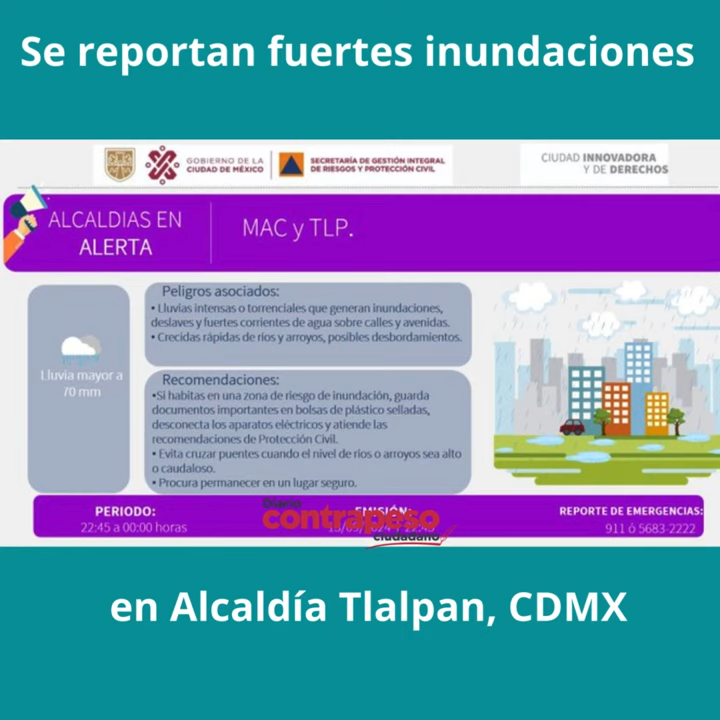 Se reportan fuertes inundaciones
GOBIERNO DE LA
CIUDAD DE MÉXICO
SECRETARÍA DE GESTIÓN INTEGRAL
DE RIESGOS Y PROTECCIÓN CIVIL
CIUDAD INNOVADORA
Y DE DERECHOS
ALCALDIAS EN
ALERTA
MAC y TLP.
Lluvia mayor a
70 mm
Peligros asociados:
• Lluvias intensas o torrenciales que generan inundaciones,
deslaves y fuertes corrientes de agua sobre calles y avenidas.
• Crecidas rápidas de ríos y arroyos, posibles desbordamientos.
Recomendaciones:
•Si habitas en una zona de riesgo de inundación, guarda
documentos importantes en bolsas de plástico selladas,
desconecta los aparatos eléctricos y atiende las
recomendaciones de Protección Civil.
• Evita cruzar puentes cuando el nivel de ríos o arroyos sea alto
o caudaloso.
• Procura permanecer en un lugar seguro.
PERIODO:
22:45 a 00:00 horas
EMISIÓN:
Diario
contrapeso
ciudadano
REPORTE DE EMERGENCIAS:
911 ó 5683-2222
en Alcaldía Tlalpan, CDMX